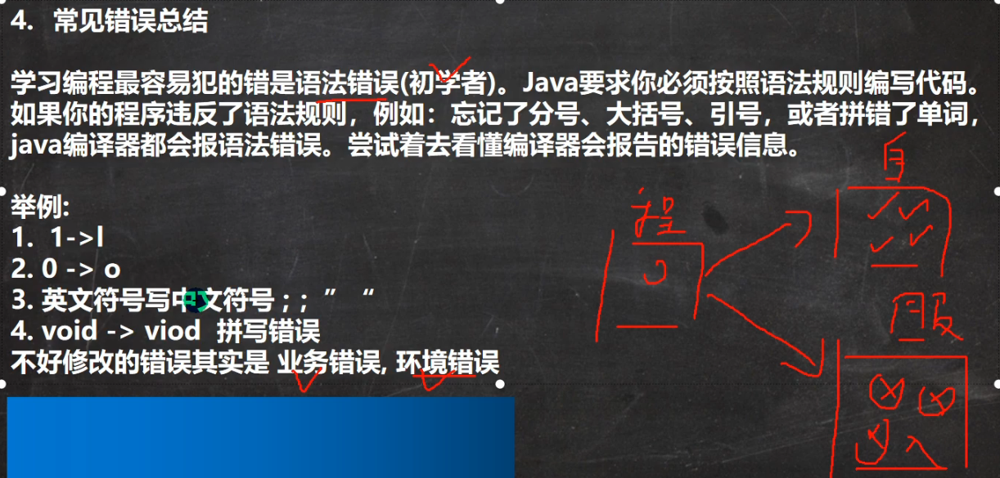 4. 常见错误总结
学习编程最容易犯的错是语法错误(初学者)。Java要求你必须按照语法规则编写代码。
如果你的程序违反了语法规则，例如：忘记了分号、大括号、引号，或者拼错了单词，
java编译器都会报语法错误。尝试着去看懂编译器会报告的错误信息。
举例:
1. 1->l
2. 0 -> o
3. 英文符号写中文符号 ; ; ” “
4. void -> viod 拼写错误
不好修改的错误其实是 业务错误, 环境错误
程
自
服